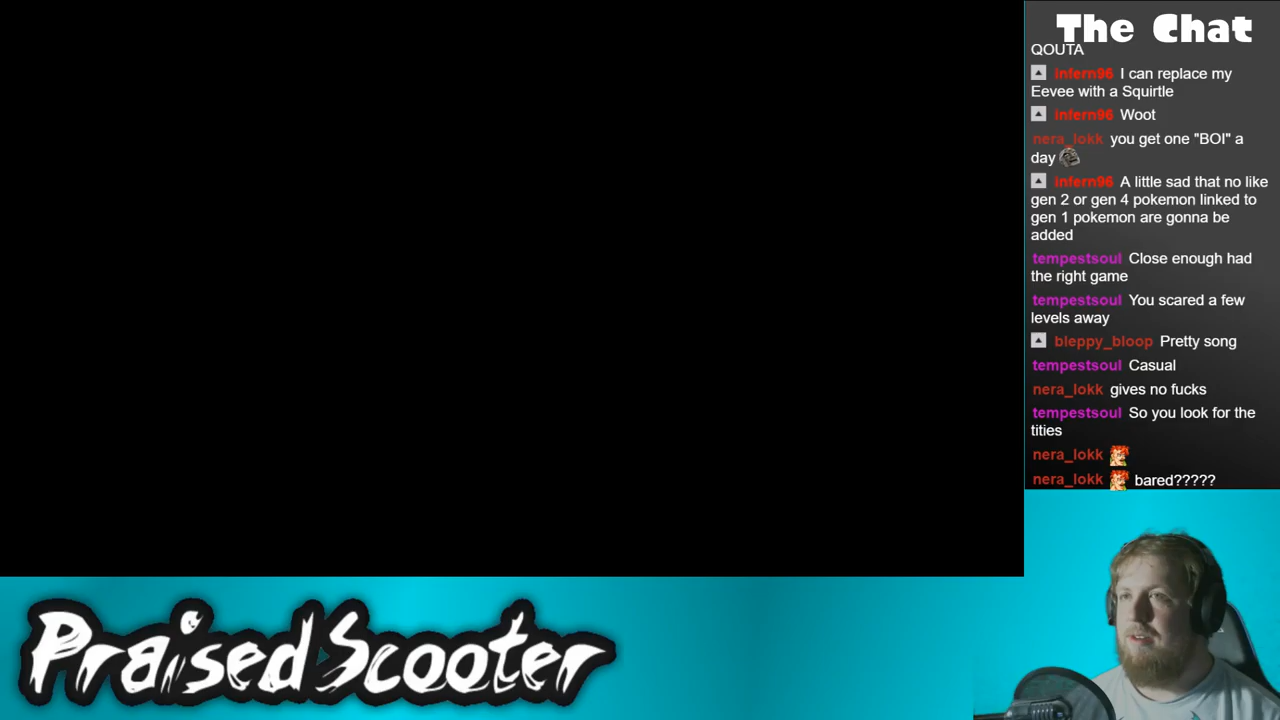 The Chat
QOUTA
infern96 I can replace my
Eevee with a Squirtle
infern96 Woot
nera_lokk you get one "BOI" a
day
infern96 A little sad that no like
gen 2 or gen 4 pokemon linked to
gen 1 pokemon are gonna be
added
tempestsoul Close enough had
the right game
tempestsoul You scared a few
levels away
bleppy_bloop Pretty song
tempestsoul Casual
nera_lokk gives no fucks
tempestsoul So you look for the
tities
nera_lokk
nera_lokk bared?????
PraisedScooter